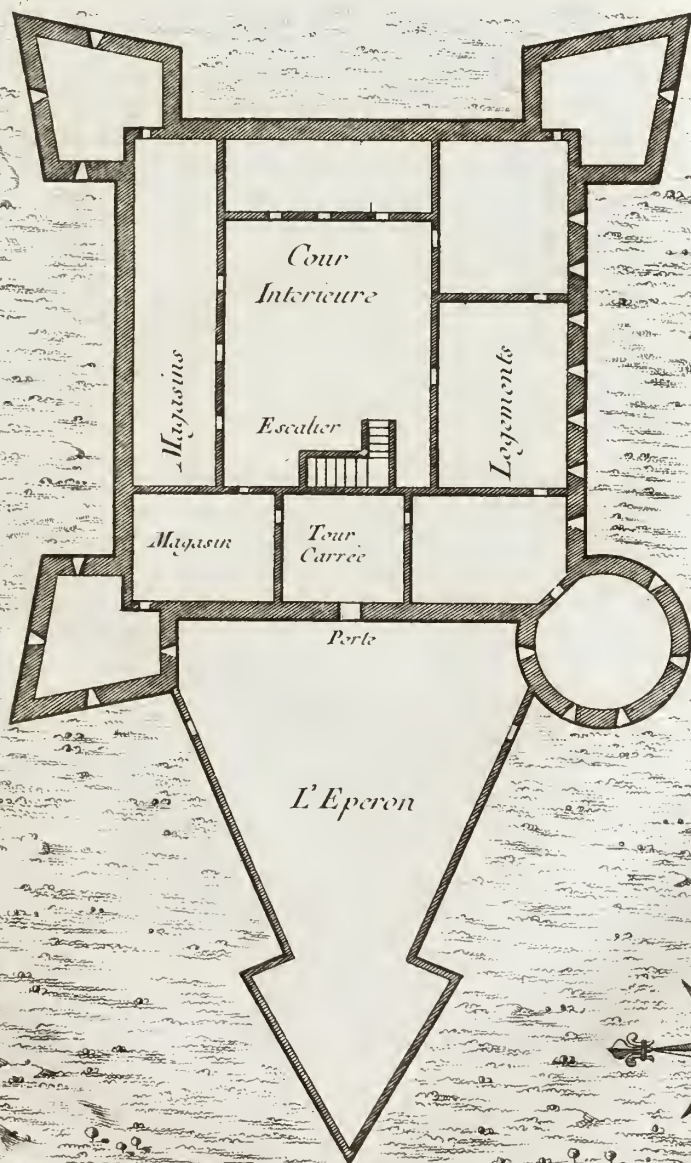 Cour
Interieure
Magasins
Escalier
Logements
Magasin
Tour
Carrée
Porte
L'Eperon